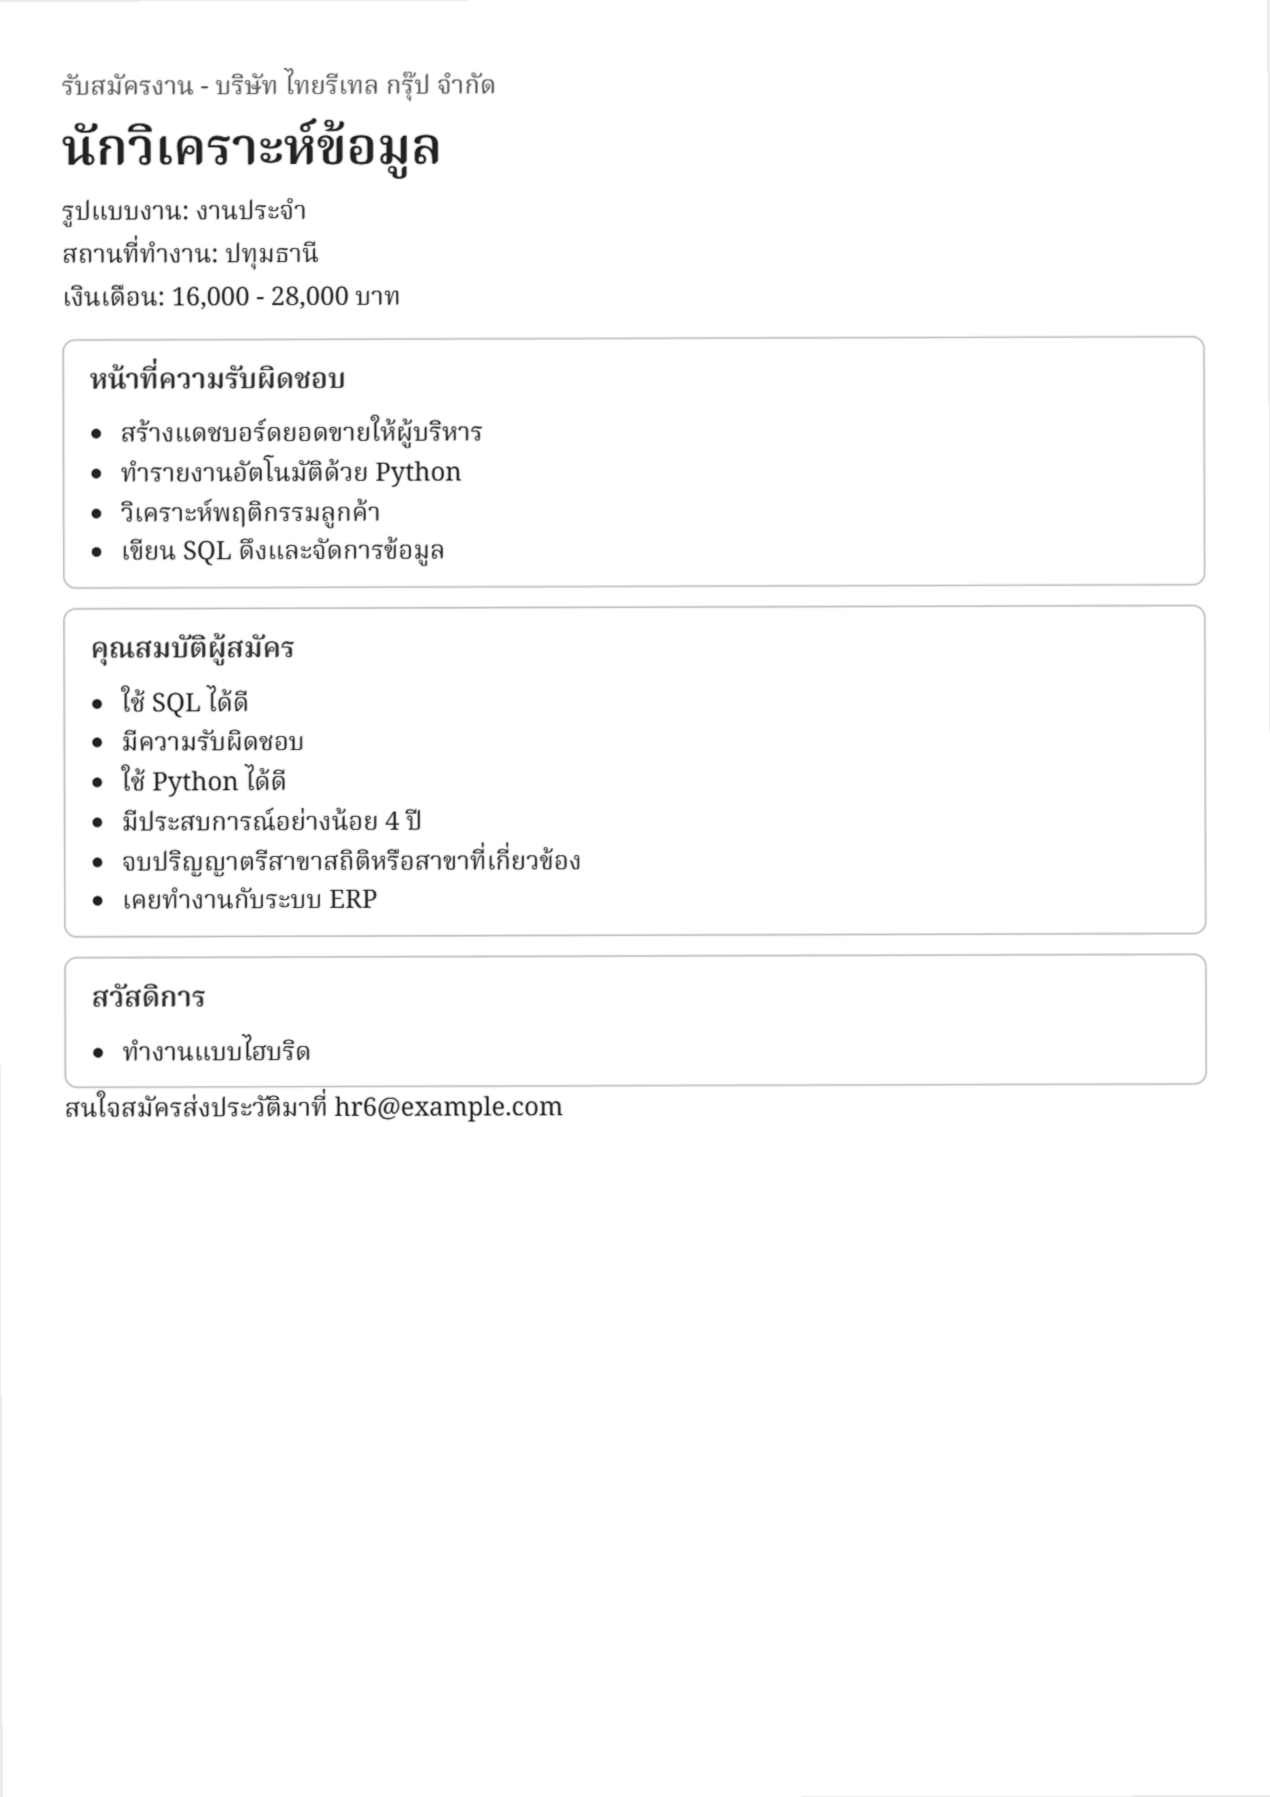 รับสมัครงาน - บริษัท ไทยรีเทล กรุ๊ป จำกัด
นักวิเคราะห์ข้อมูล
รูปแบบงาน: งานประจำ
สถานที่ทำงาน: ปทุมธานี
เงินเดือน: 16,000 - 28,000 บาท
หน้าที่ความรับผิดชอบ
• สร้างแดชบอร์ดยอดขายให้ผู้บริหาร
• ทำรายงานอัตโนมัติด้วย Python
• วิเคราะห์พฤติกรรมลูกค้า
• เขียน SQL ดึงและจัดการข้อมูล
คุณสมบัติผู้สมัคร
• ใช้ SQL ได้ดี
• มีความรับผิดชอบ
• ใช้ Python ได้ดี
• มีประสบการณ์อย่างน้อย 4 ปี
• จบปริญญาตรีสาขาสถิติหรือสาขาที่เกี่ยวข้อง
• เคยทำงานกับระบบ ERP
สวัสดิการ
• ทำงานแบบไฮบริด
สนใจสมัครส่งประวัติมาที่ hr6@example.com